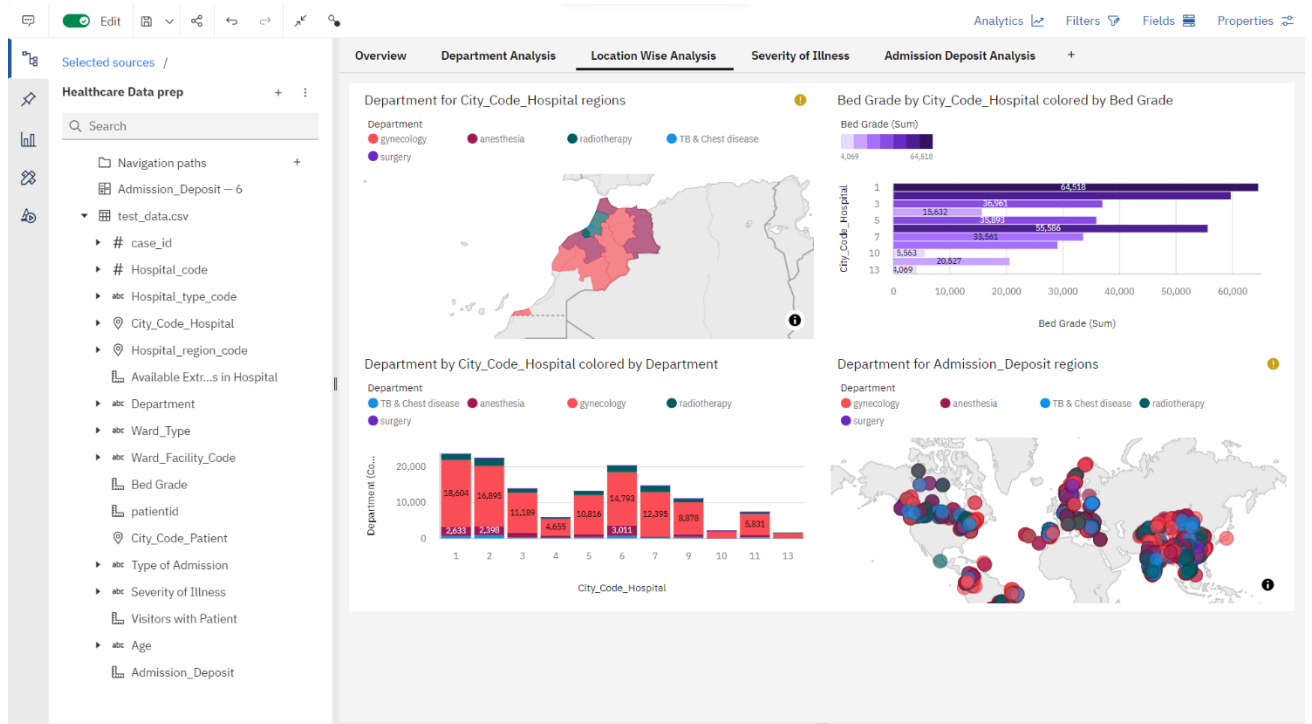 Edit
Analytics
Filters
Fields
Properties
Selected sources /
Healthcare Data prep
Search
Navigation paths
Admission_Deposit — 6
test_data.csv
# case_id
# Hospital_code
abc Hospital_type_code
City_Code_Hospital
Hospital_region_code
Available Extr...s in Hospital
abc Department
abc Ward_Type
abc Ward_Facility_Code
Bed Grade
patientid
City_Code_Patient
abc Type of Admission
abc Severity of Illness
Visitors with Patient
abc Age
Admission_Deposit
Overview
Department Analysis
Location Wise Analysis
Severity of Illness
Admission Deposit Analysis
+
Department for City_Code_Hospital regions
Department
gynecology
anesthesia
radiotherapy
TB & Chest disease
surgery
Bed Grade by City_Code_Hospital colored by Bed Grade
Bed Grade (Sum)
4,069
64,518
City_Code_Hospital
1
64,518
3
36,961
15,632
5
35,893
55,586
7
33,561
10
5,563
20,527
13
4,069
0
10,000
20,000
30,000
40,000
50,000
60,000
Bed Grade (Sum)
Department by City_Code_Hospital colored by Department
Department
TB & Chest disease
anesthesia
gynecology
radiotherapy
surgery
Department (Co...
20,000
10,000
0
18,604
16,895
11,189
4,655
10,816
14,793
12,395
8,878
5,831
2,633
2,398
3,011
1
2
3
4
5
6
7
9
10
11
13
City_Code_Hospital
Department for Admission_Deposit regions
Department
gynecology
anesthesia
TB & Chest disease
radiotherapy
surgery